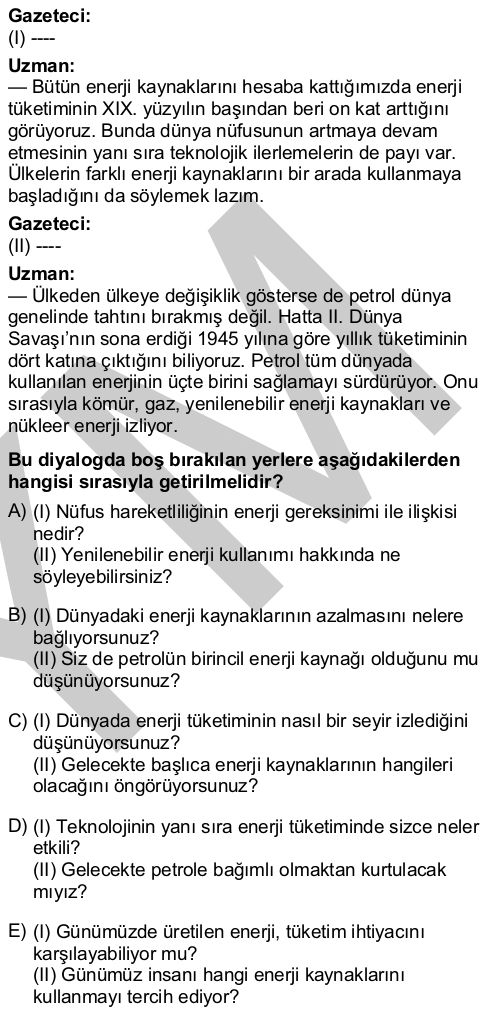 Gazeteci:
(I) ----
Uzman:
— Bütün enerji kaynaklarını hesaba kattığımızda enerji
tüketiminin XIX. yüzyılın başından beri on kat arttığını
görüyoruz. Bunda dünya nüfusunun artmaya devam
etmesinin yanı sıra teknolojik ilerlemelerin de payı var.
Ülkelerin farklı enerji kaynaklarını bir arada kullanmaya
başladığını da söylemek lazım.
Gazeteci:
(II) ----
Uzman:
— Ülkeden ülkeye değişiklik gösterse de petrol dünya
genelinde tahtını bırakmış değil. Hatta II. Dünya
Savaşı’nın sona erdiği 1945 yılına göre yıllık tüketiminin
dört katına çıktığını biliyoruz. Petrol tüm dünyada
kullanılan enerjinin üçte birini sağlamayı sürdürüyor. Onu
sırasıyla kömür, gaz, yenilenebilir enerji kaynakları ve
nükleer enerji izliyor.
Bu diyalogda boş bırakılan yerlere aşağıdakilerden
hangisi sırasıyla getirilmelidir?
A) (I) Nüfus hareketliliğinin enerji gereksinimi ile ilişkisi
nedir?
(II) Yenilenebilir enerji kullanımı hakkında ne
söyleyebilirsiniz?
B) (I) Dünyadaki enerji kaynaklarının azalmasını nelere
bağlıyorsunuz?
(II) Siz de petrolün birincil enerji kaynağı olduğunu mu
düşünüyorsunuz?
C) (I) Dünyada enerji tüketiminin nasıl bir seyir izlediğini
düşünüyorsunuz?
(II) Gelecekte başlıca enerji kaynaklarının hangileri
olacağını öngörüyorsunuz?
D) (I) Teknolojinin yanı sıra enerji tüketiminde sizce neler
etkili?
(II) Gelecekte petrole bağımlı olmaktan kurtulacak
mıyız?
E) (I) Günümüzde üretilen enerji, tüketim ihtiyacını
karşılayabiliyor mu?
(II) Günümüz insanı hangi enerji kaynaklarını
kullanmayı tercih ediyor?